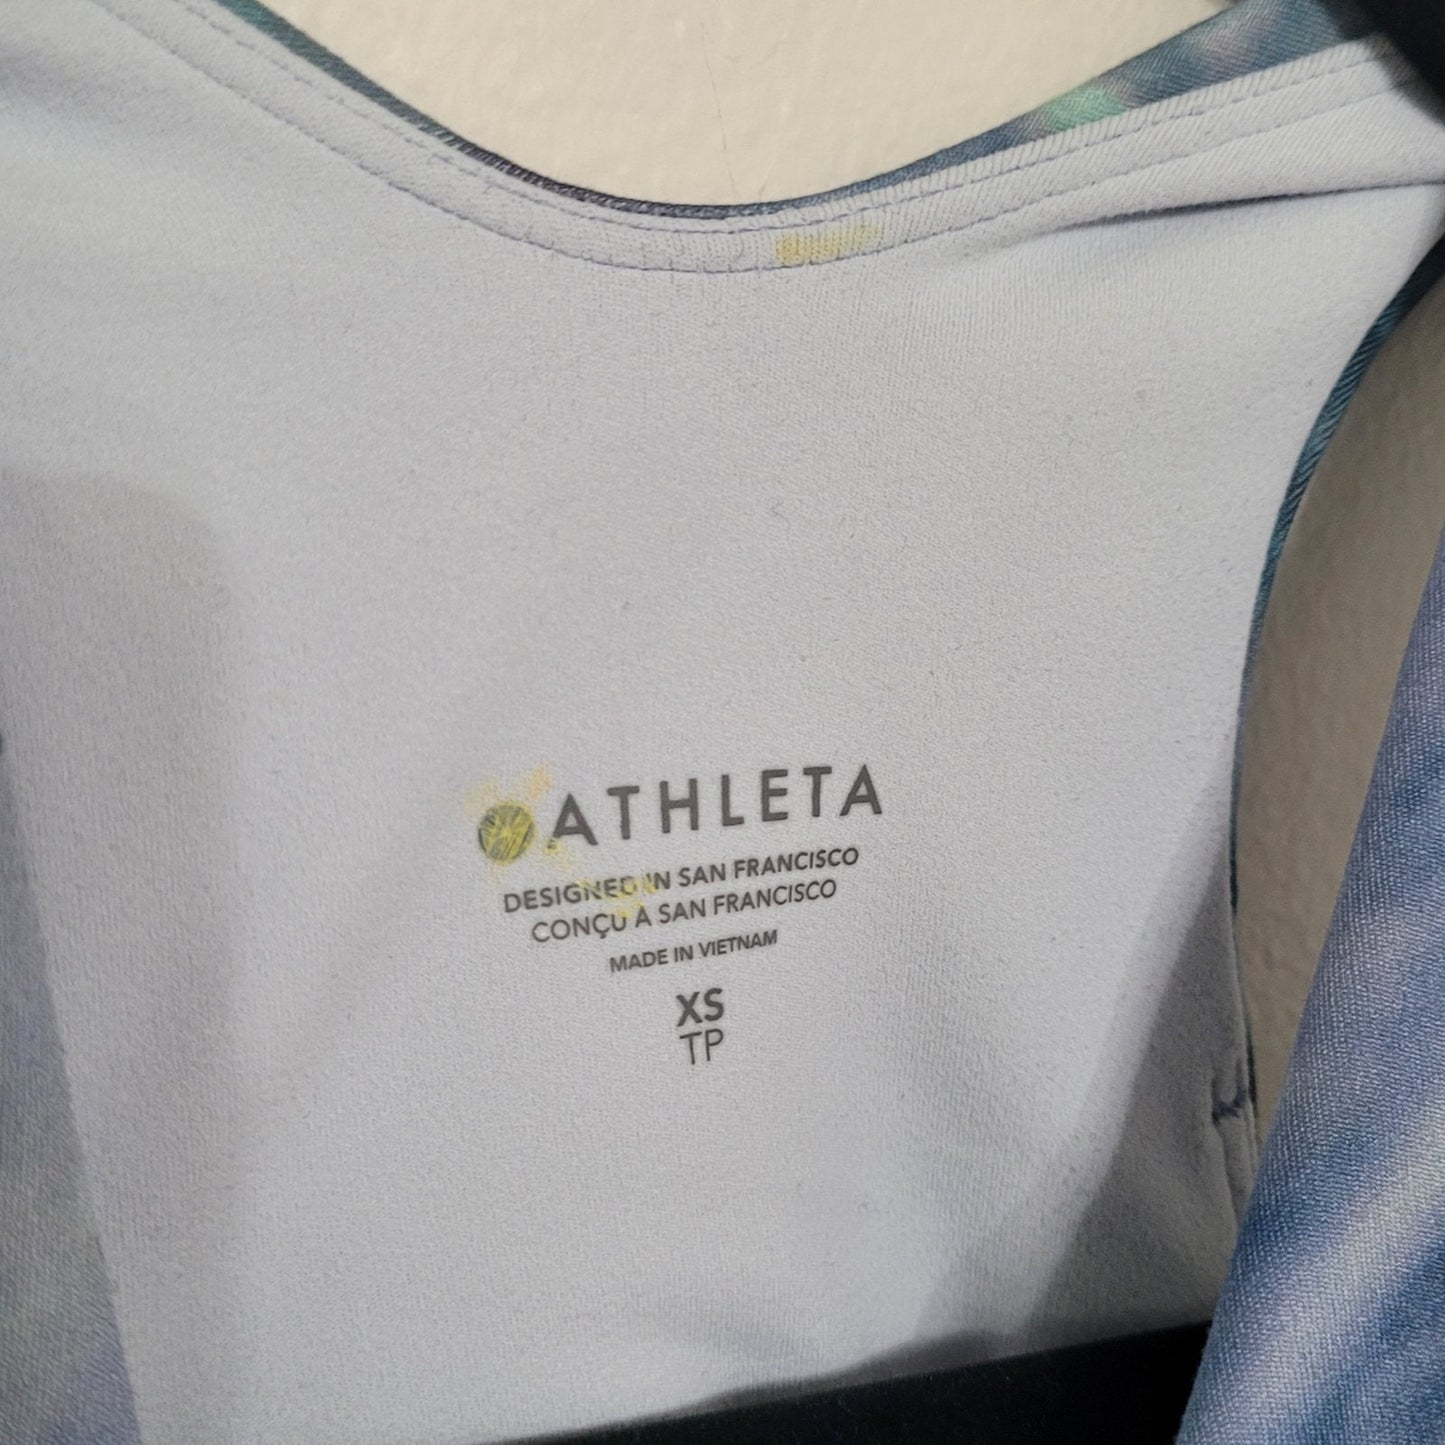 ATHLETA
DESIGNED IN SAN FRANCISCO
CONÇU À SAN FRANCISCO
MADE IN VIETNAM
XS
TP